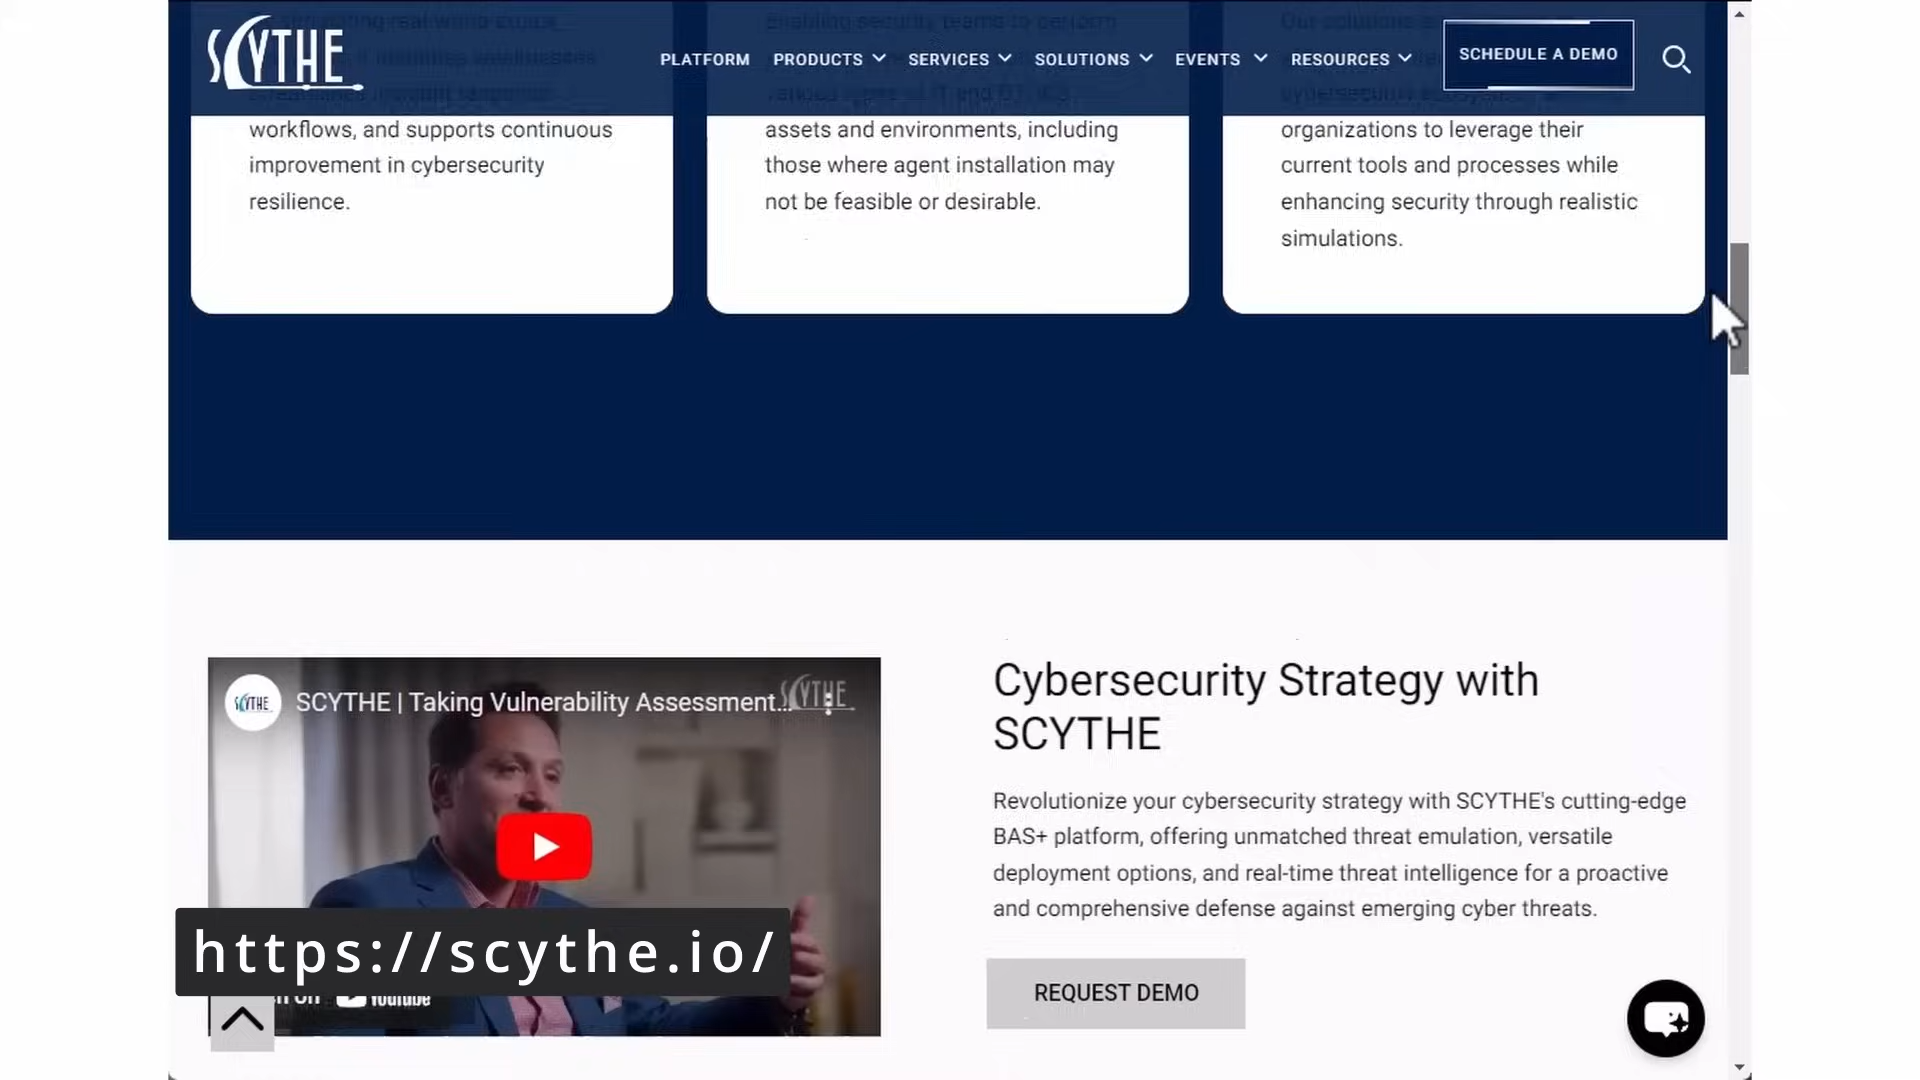 SCYTHE
PLATFORM PRODUCTS SERVICES SOLUTIONS EVENTS RESOURCES SCHEDULE A DEMO
workflows, and supports continuous
improvement in cybersecurity
resilience.
assets and environments, including
those where agent installation may
not be feasible or desirable.
organizations to leverage their
current tools and processes while
enhancing security through realistic
simulations.
SCYTHE
SCYTHE | Taking Vulnerability Assessment...
SCYTHE
YouTube
Cybersecurity Strategy with
SCYTHE
Revolutionize your cybersecurity strategy with SCYTHE's cutting-edge
BAS+ platform, offering unmatched threat emulation, versatile
deployment options, and real-time threat intelligence for a proactive
and comprehensive defense against emerging cyber threats.
REQUEST DEMO
https://scythe.io/